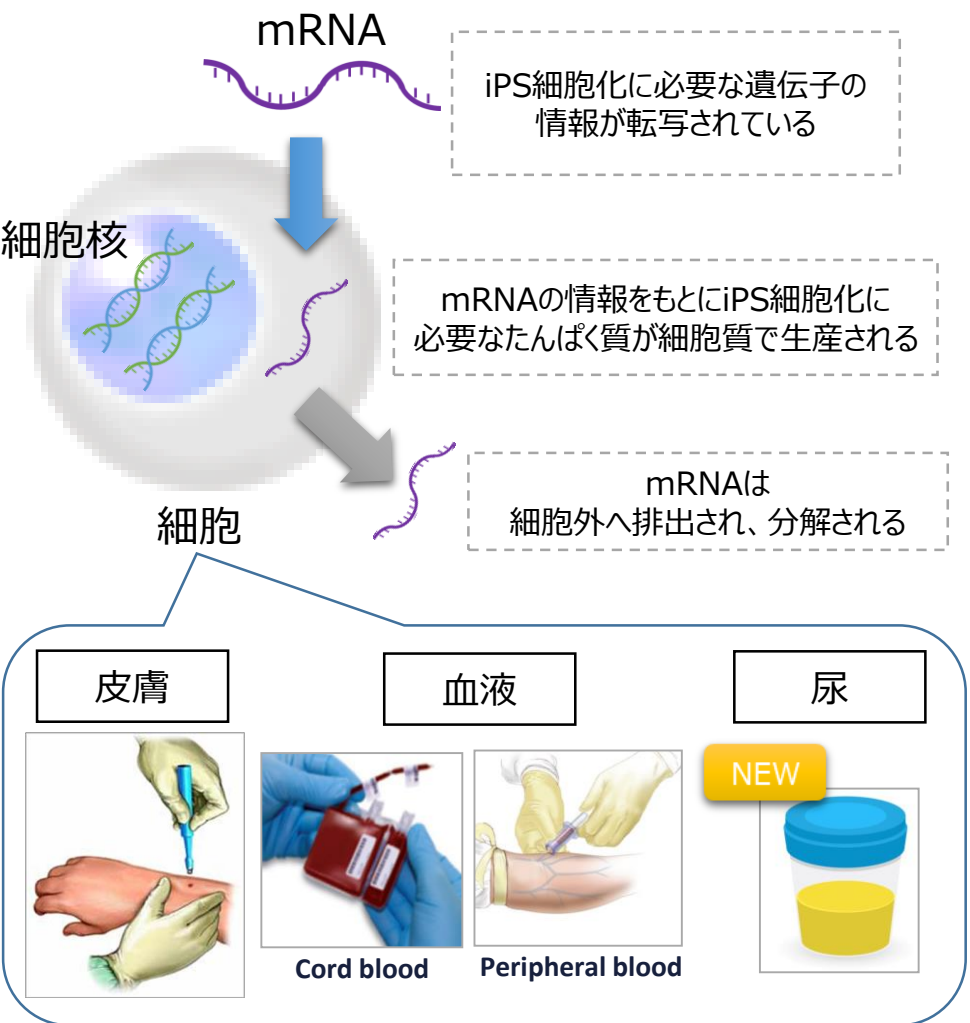 mRNA
iPS細胞化に必要な遺伝子の
情報が転写されている
細胞核
mRNAの情報をもとにiPS細胞化に
必要なたんぱく質が細胞質で生産される
mRNAは
細胞外へ排出され、分解される
細胞
皮膚
血液
尿
NEW
Cord blood
Peripheral blood